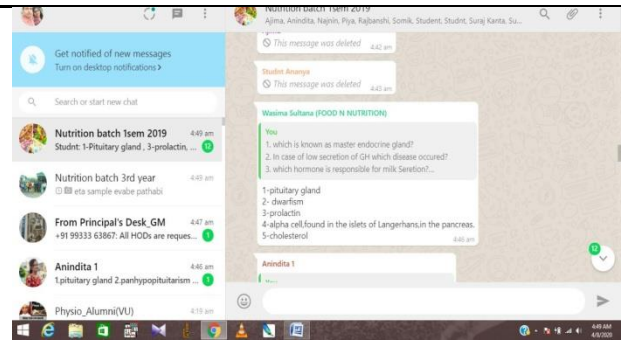 Get notified of new messages
Turn on desktop notifications >
Search or start new chat
Nutrition batch 1sem 2019 4:49 am
Studnt: 1-Pituitary gland , 3-prolactin, ... 12
Nutrition batch 3rd year 4:49 am
eta sample evabe pathabi
From Principal's Desk_GM 4:47 am
+91 99333 63867: All HODs are reques... 1
Anindita 1 4:46 am
1.pituitary gland 2.panhypopituitarism ... 1
Physio_Alumni(VU) 4:19 am
Nutrition batch 1sem 2019
Ajima, Anindita, Najnin, Piya, Rajbanshi, Somik, Student, Studnt, Suraj Kanta, Su...
This message was deleted 4:42 am
Studnt Ananya
This message was deleted 4:43 am
Wasima Sultana (FOOD N NUTRITION)
You
1. which is known as master endocrine gland?
2. In case of low secretion of GH which disease occured?
3. which hormone is responsible for milk Seretion?...
1-pituitary gland
2- dwarfism
3-prolactin
4-alpha cell,found in the islets of Langerhans,in the pancreas.
5-cholesterol
4:46 am
Anindita 1
You
12
4:49 AM
4/8/2020